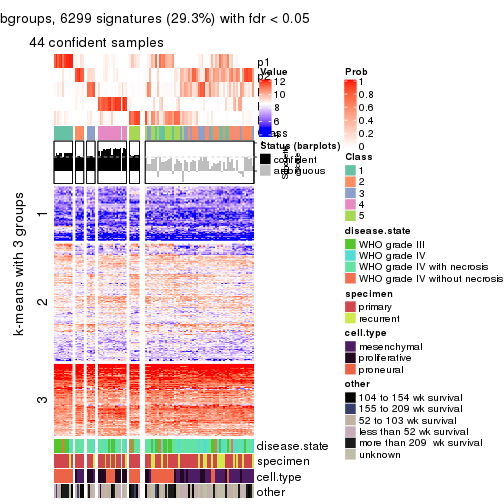 bgroups, 6299 signatures (29.3%) with fdr < 0.05
44 confident samples
p1
Value
12
10
8
6
Prob
1
0.8
0.6
0.4
0.2
0
Status (barplots)
confident
ambiguous
Class
1
2
3
4
5
disease.state
WHO grade III
WHO grade IV
WHO grade IV with necrosis
WHO grade IV without necrosis
specimen
primary
recurrent
cell.type
mesenchymal
proliferative
proneural
other
104 to 154 wk survival
155 to 209 wk survival
52 to 103 wk survival
less than 52 wk survival
more than 209  wk survival
unknown
k-means with 3 groups
1
2
3
disease.state
specimen
cell.type
other